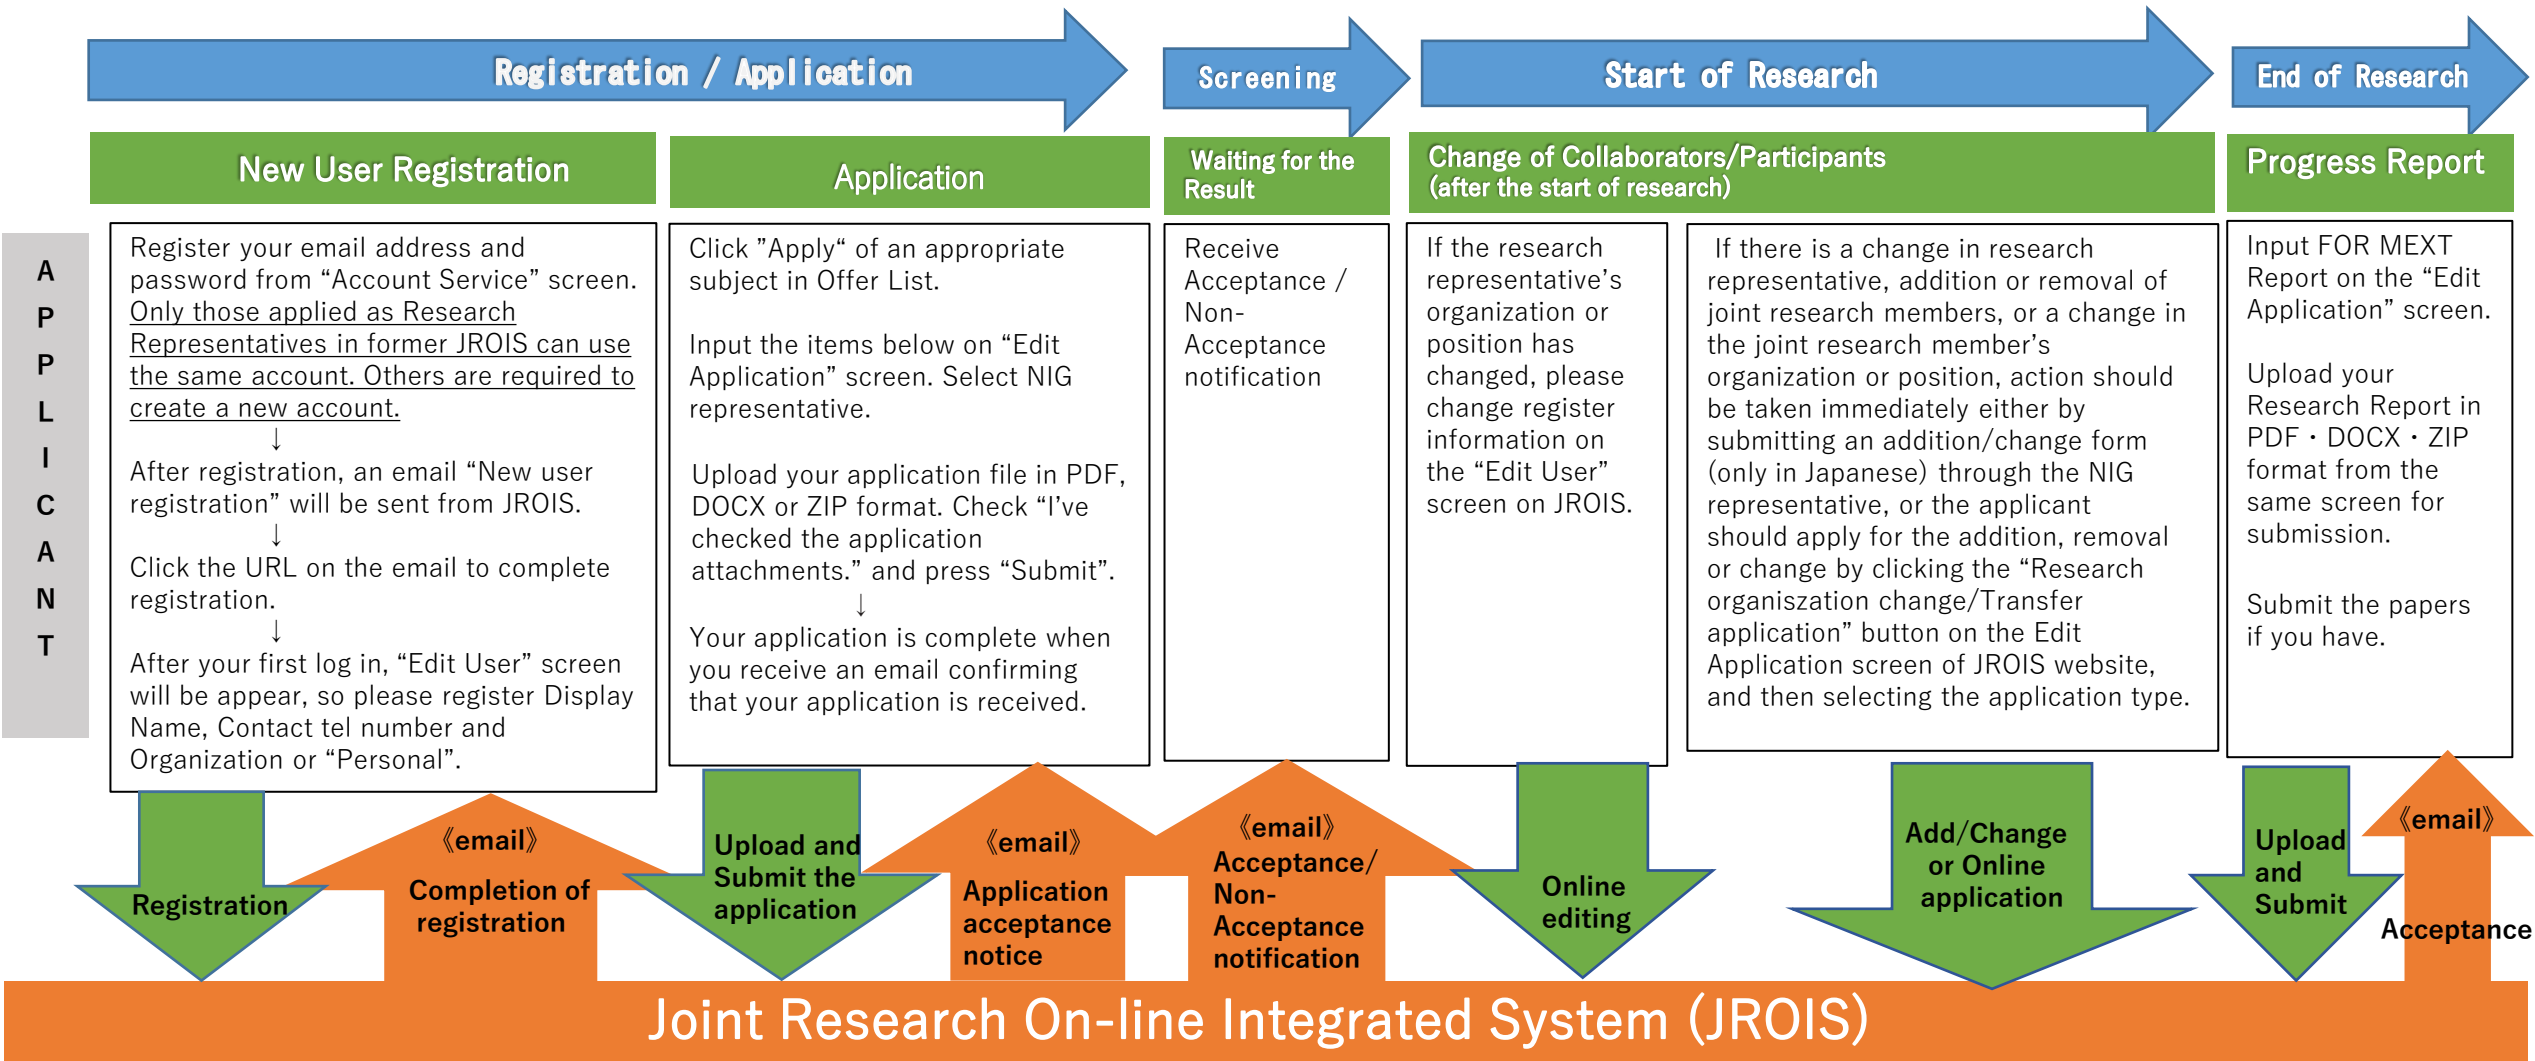 Registration / Application
Screening
Start of Research
End of Research
New User Registration
Application
Waiting for the
Result
Change of Collaborators/Participants
(after the start of research)
Progress Report
A
P
P
L
I
C
A
N
T
Register your email address and
password from “Account Service” screen.
Only those applied as Research
Representatives in former JROIS can use
the same account. Others are required to
create a new account.
↓
After registration, an email “New user
registration” will be sent from JROIS.
↓
Click the URL on the email to complete
registration.
↓
After your first log in, “Edit User” screen
will be appear, so please register Display
Name, Contact tel number and
Organization or “Personal”.
Click ”Apply“ of an appropriate
subject in Offer List.
Input the items below on “Edit
Application” screen. Select NIG
representative.
Upload your application file in PDF,
DOCX or ZIP format. Check “I’ve
checked the application
attachments.” and press “Submit”.
↓
Your application is complete when
you receive an email confirming
that your application is received.
Receive
Acceptance /
Non-
Acceptance
notification
If the research
representative’s
organization or
position has
changed, please
change register
information on
the “Edit User”
screen on JROIS.
If there is a change in research
representative, addition or removal of
joint research members, or a change in
the joint research member’s
organization or position, action should
be taken immediately either by
submitting an addition/change form
(only in Japanese) through the NIG
representative, or the applicant
should apply for the addition, removal
or change by clicking the “Research
organiszation change/Transfer
application” button on the Edit
Application screen of JROIS website,
and then selecting the application type.
Input FOR MEXT
Report on the “Edit
Application” screen.
Upload your
Research Report in
PDF・DOCX・ZIP
format from the
same screen for
submission.
Submit the papers
if you have.
Registration
《email》
Completion of
registration
Upload and
Submit the
application
《email》
Application
acceptance
notice
《email》
Acceptance/
Non-
Acceptance
notification
Online
editing
Add/Change
or Online
application
Upload
and
Submit
《email》
Acceptance
Joint Research On-line Integrated System (JROIS)